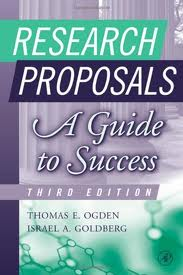 RESEARCH
PROPOSALS
A Guide
to Success
THIRD EDITION
THOMAS E. OGDEN
ISRAEL A. GOLDBERG